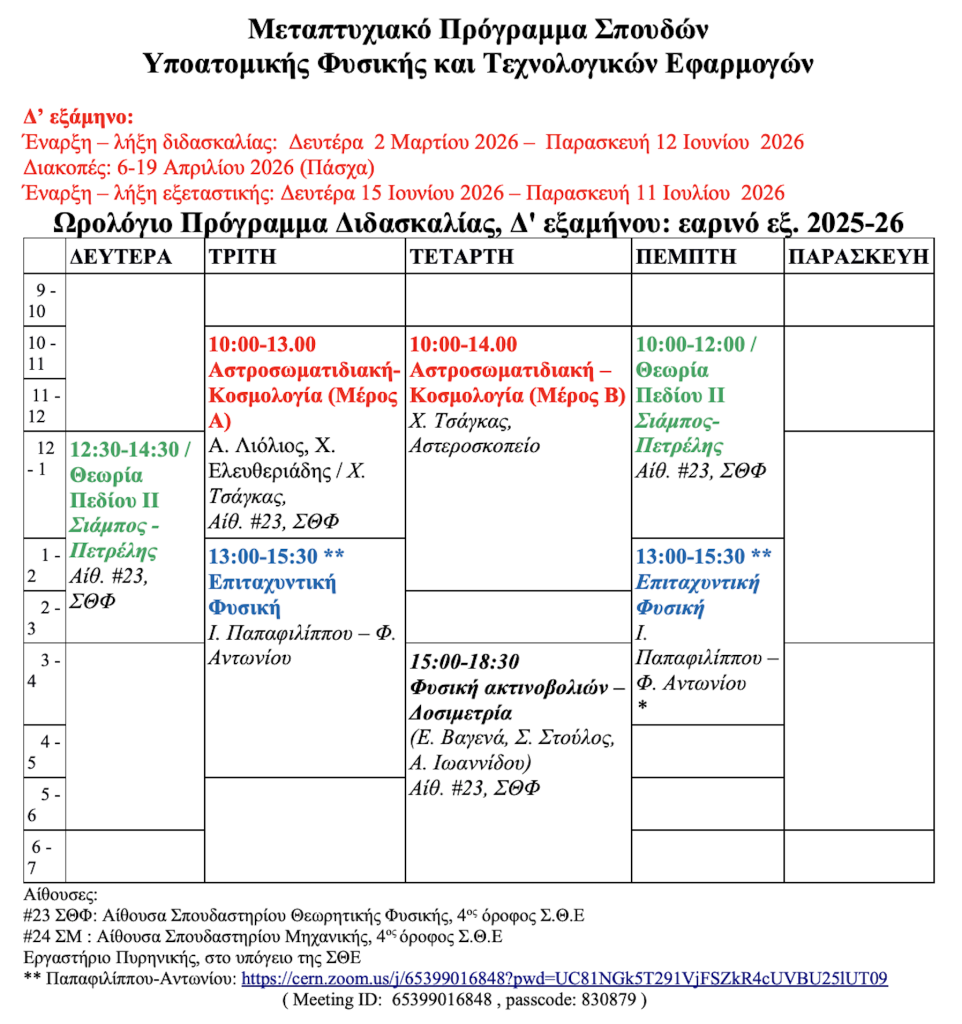 Μεταπτυχιακό Πρόγραμμα Σπουδών
Υποατομικής Φυσικής και Τεχνολογικών Εφαρμογών
Δ’ εξάμηνο:
Έναρξη – λήξη διδασκαλίας: Δευτέρα 2 Μαρτίου 2026 – Παρασκευή 12 Ιουνίου 2026
Διακοπές: 6-19 Απριλίου 2026 (Πάσχα)
Έναρξη – λήξη εξεταστικής: Δευτέρα 15 Ιουνίου 2026 – Παρασκευή 11 Ιουλίου 2026
Ωρολόγιο Πρόγραμμα Διδασκαλίας, Δ' εξαμήνου: εαρινό εξ. 2025-26
ΔΕΥΤΕΡΑ ΤΡΙΤΗ ΤΕΤΑΡΤΗ ΠΕΜΠΤΗ ΠΑΡΑΣΚΕΥΗ
9 -
10
10 -
11
11 -
12
12
- 1
1 -
2
2 -
3
3 -
4
4 -
5
5 -
6
6 -
7
12:30-14:30 /
Θεωρία
Πεδίου ΙΙ
Σιάμπος -
Πετρέλης
Αίθ. #23,
ΣΘΦ
10:00-13.00
Αστροσωματιδιακή-
Κοσμολογία (Μέρος
Α)
Α. Λιόλιος, Χ.
Ελευθεριάδης / Χ.
Τσάγκας,
Αίθ. #23, ΣΘΦ
13:00-15:30 **
Επιταχυντική
Φυσική
Ι. Παπαφιλίππου – Φ.
Αντωνίου
10:00-14.00
Αστροσωματιδιακή –
Κοσμολογία (Μέρος Β)
Χ. Τσάγκας,
Αστεροσκοπείο
15:00-18:30
Φυσική ακτινοβολιών –
Δοσιμετρία
(Ε. Βαγενά, Σ. Στούλος,
Α. Ιωαννίδου)
Αίθ. #23, ΣΘΦ
10:00-12:00 /
Θεωρία
Πεδίου ΙΙ
Σιάμπος-
Πετρέλης
Αίθ. #23, ΣΘΦ
13:00-15:30 **
Επιταχυντική
Φυσική
Ι.
Παπαφιλίππου –
Φ. Αντωνίου
*
Αίθουσες:
#23 ΣΘΦ: Αίθουσα Σπουδαστηρίου Θεωρητικής Φυσικής, 4ος όροφος Σ.Θ.Ε
#24 ΣΜ : Αίθουσα Σπουδαστηρίου Μηχανικής, 4ος όροφος Σ.Θ.Ε
Εργαστήριο Πυρηνικής, στο υπόγειο της ΣΘΕ
** Παπαφιλίππου-Αντωνίου: https://cern.zoom.us/j/65399016848?pwd=UC81NGk5T291VjFSZkR4cUVBU25lUT09
( Meeting ID: 65399016848 , passcode: 830879 )